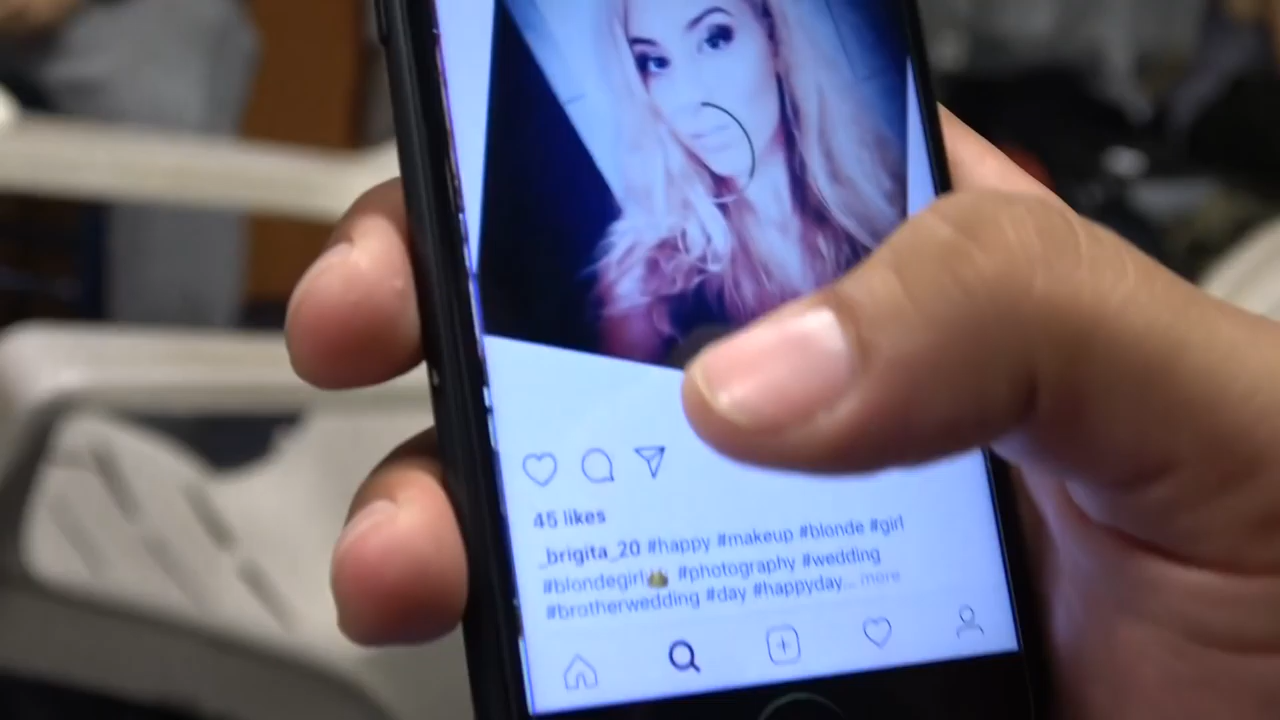 45 likes
_brigita_20 #happy #makeup #blonde #girl
#blondegirl👑 #photography #wedding
#brotherwedding #day #happyday... more